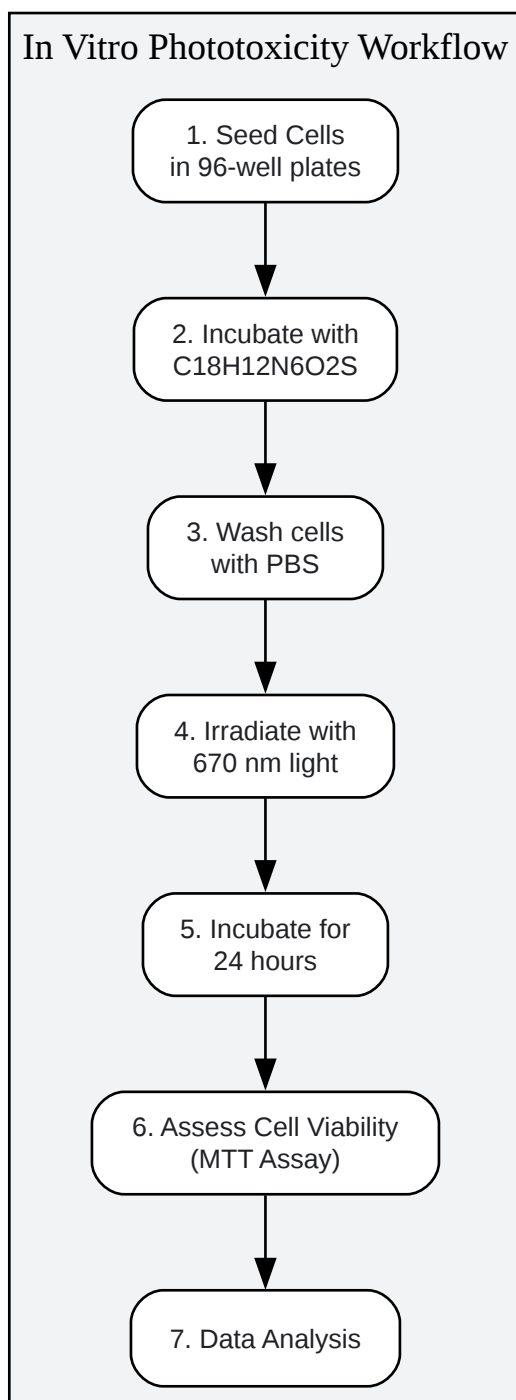 In Vitro Phototoxicity Workflow
1. Seed Cells
in 96-well plates
2. Incubate with
C18H12N6O2S
3. Wash cells
with PBS
4. Irradiate with
670 nm light
5. Incubate for
24 hours
6. Assess Cell Viability
(MTT Assay)
7. Data Analysis